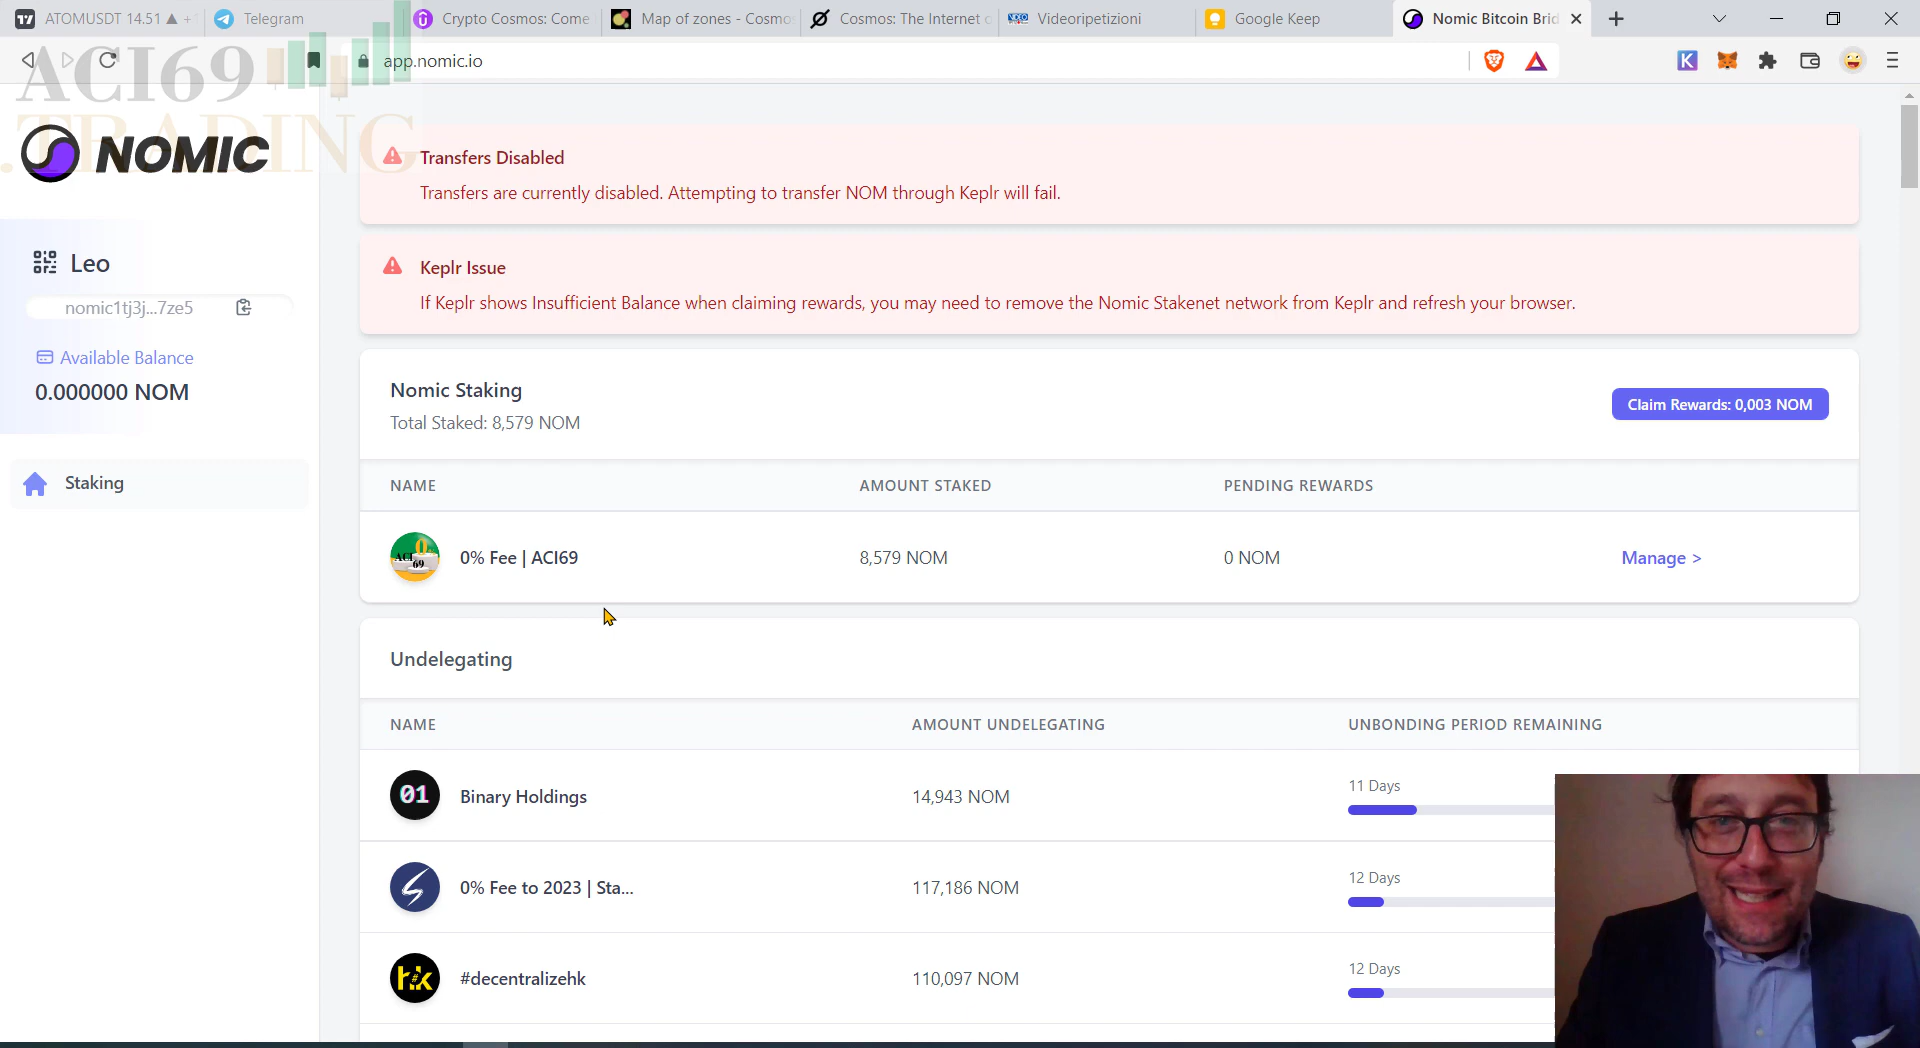 ATOMUSDT 14.51 ▲ +
Telegram
Crypto Cosmos: Come
Map of zones - Cosmos
Cosmos: The Internet o
Videoripetizioni
Google Keep
Nomic Bitcoin Brid
app.nomic.io
ACI69
.TRADING
NOMIC
Transfers Disabled
Transfers are currently disabled. Attempting to transfer NOM through Keplr will fail.
Keplr Issue
If Keplr shows Insufficient Balance when claiming rewards, you may need to remove the Nomic Stakenet network from Keplr and refresh your browser.
Leo
nomic1tj3j...7ze5
Available Balance
0.000000 NOM
Staking
Nomic Staking
Total Staked: 8,579 NOM
Claim Rewards: 0,003 NOM
NAME AMOUNT STAKED PENDING REWARDS
ACI 0 69
0% Fee | ACI69 8,579 NOM 0 NOM Manage >
Undelegating
NAME AMOUNT UNDELEGATING UNBONDING PERIOD REMAINING
01 Binary Holdings 14,943 NOM 11 Days
0% Fee to 2023 | Sta... 117,186 NOM 12 Days
h#k #decentralizehk 110,097 NOM 12 Days